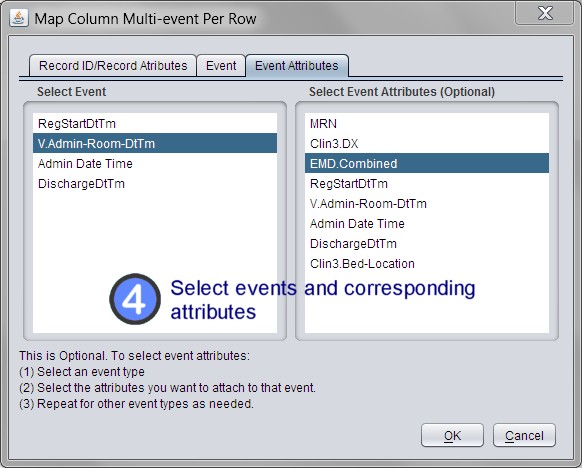 Map Column Multi-event Per Row
Record ID/Record Atributes
Event
Event Attributes
Select Event
Select Event Attributes (Optional)
RegStartDtTm
V.Admin-Room-DtTm
Admin Date Time
DischargeDtTm
MRN
Clin3.DX
EMD.Combined
RegStartDtTm
V.Admin-Room-DtTm
Admin Date Time
DischargeDtTm
Clin3.Bed-Location
4
Select events and corresponding
attributes
This is Optional. To select event attributes:
(1) Select an event type
(2) Select the attributes you want to attach to that event.
(3) Repeat for other event types as needed.
OK
Cancel